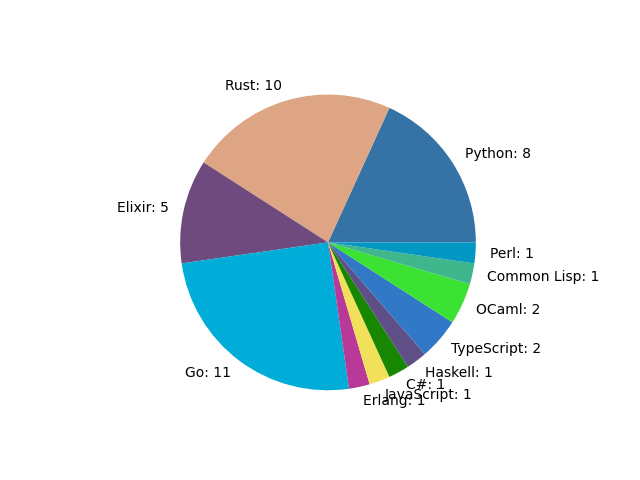 Rust: 10
Python: 8
Elixir: 5
Perl: 1
Common Lisp: 1
OCaml: 2
TypeScript: 2
Go: 11
Haskell: 1
C#: 1
JavaScript: 1
Erlang: 1